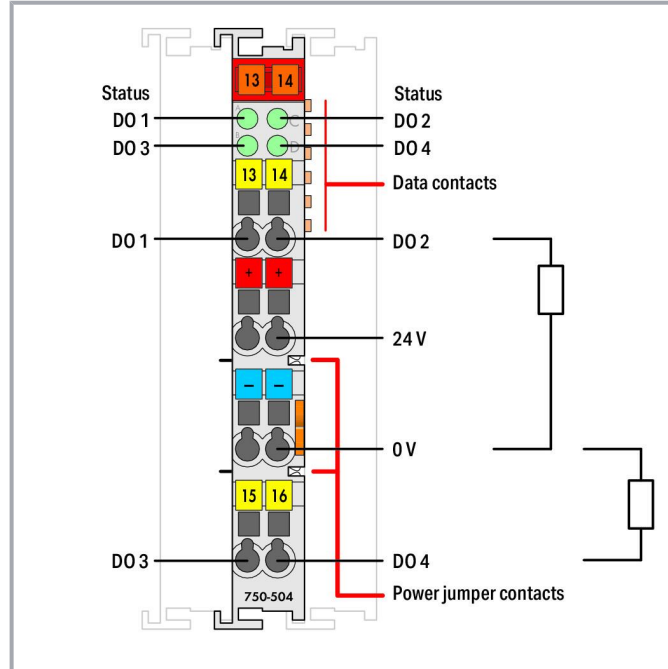 13 14
Status
Status
A C
DO 1
DO 2
B D
DO 3
DO 4
13 14
Data contacts
DO 1
DO 2
+ +
24 V
− −
0 V
15 16
DO 3
DO 4
Power jumper contacts
750-504